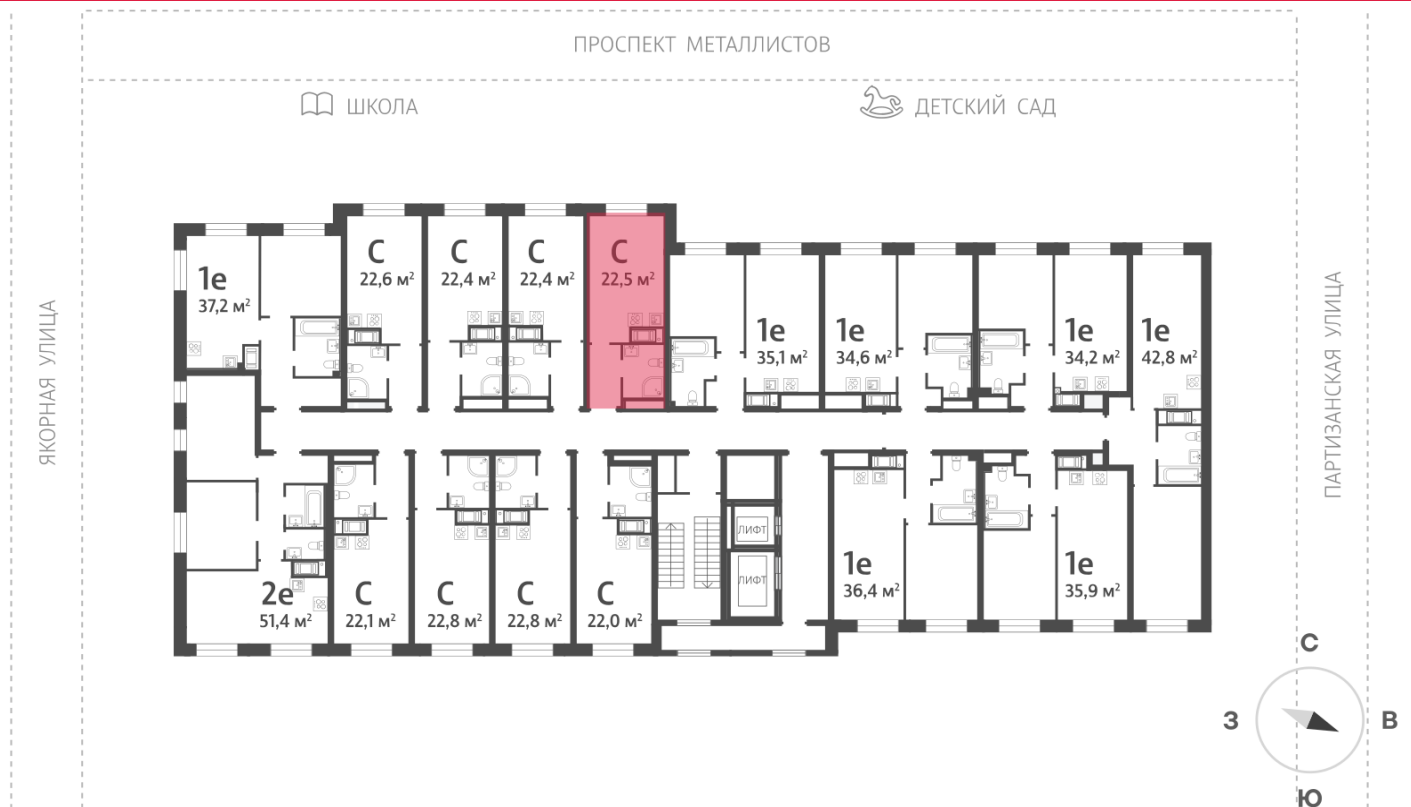 ПРОСПЕКТ МЕТАЛЛИСТОВ
ШКОЛА
ДЕТСКИЙ САД
ЯКОРНАЯ УЛИЦА
ПАРТИЗАНСКАЯ УЛИЦА
1е
37,2 м²
С
22,6 м²
С
22,4 м²
С
22,4 м²
С
22,5 м²
1е
35,1 м²
1е
34,6 м²
1е
34,2 м²
1е
42,8 м²
2е
51,4 м²
С
22,1 м²
С
22,8 м²
С
22,8 м²
С
22,0 м²
ЛИФТ
ЛИФТ
1е
36,4 м²
1е
35,9 м²
С
З
В
Ю